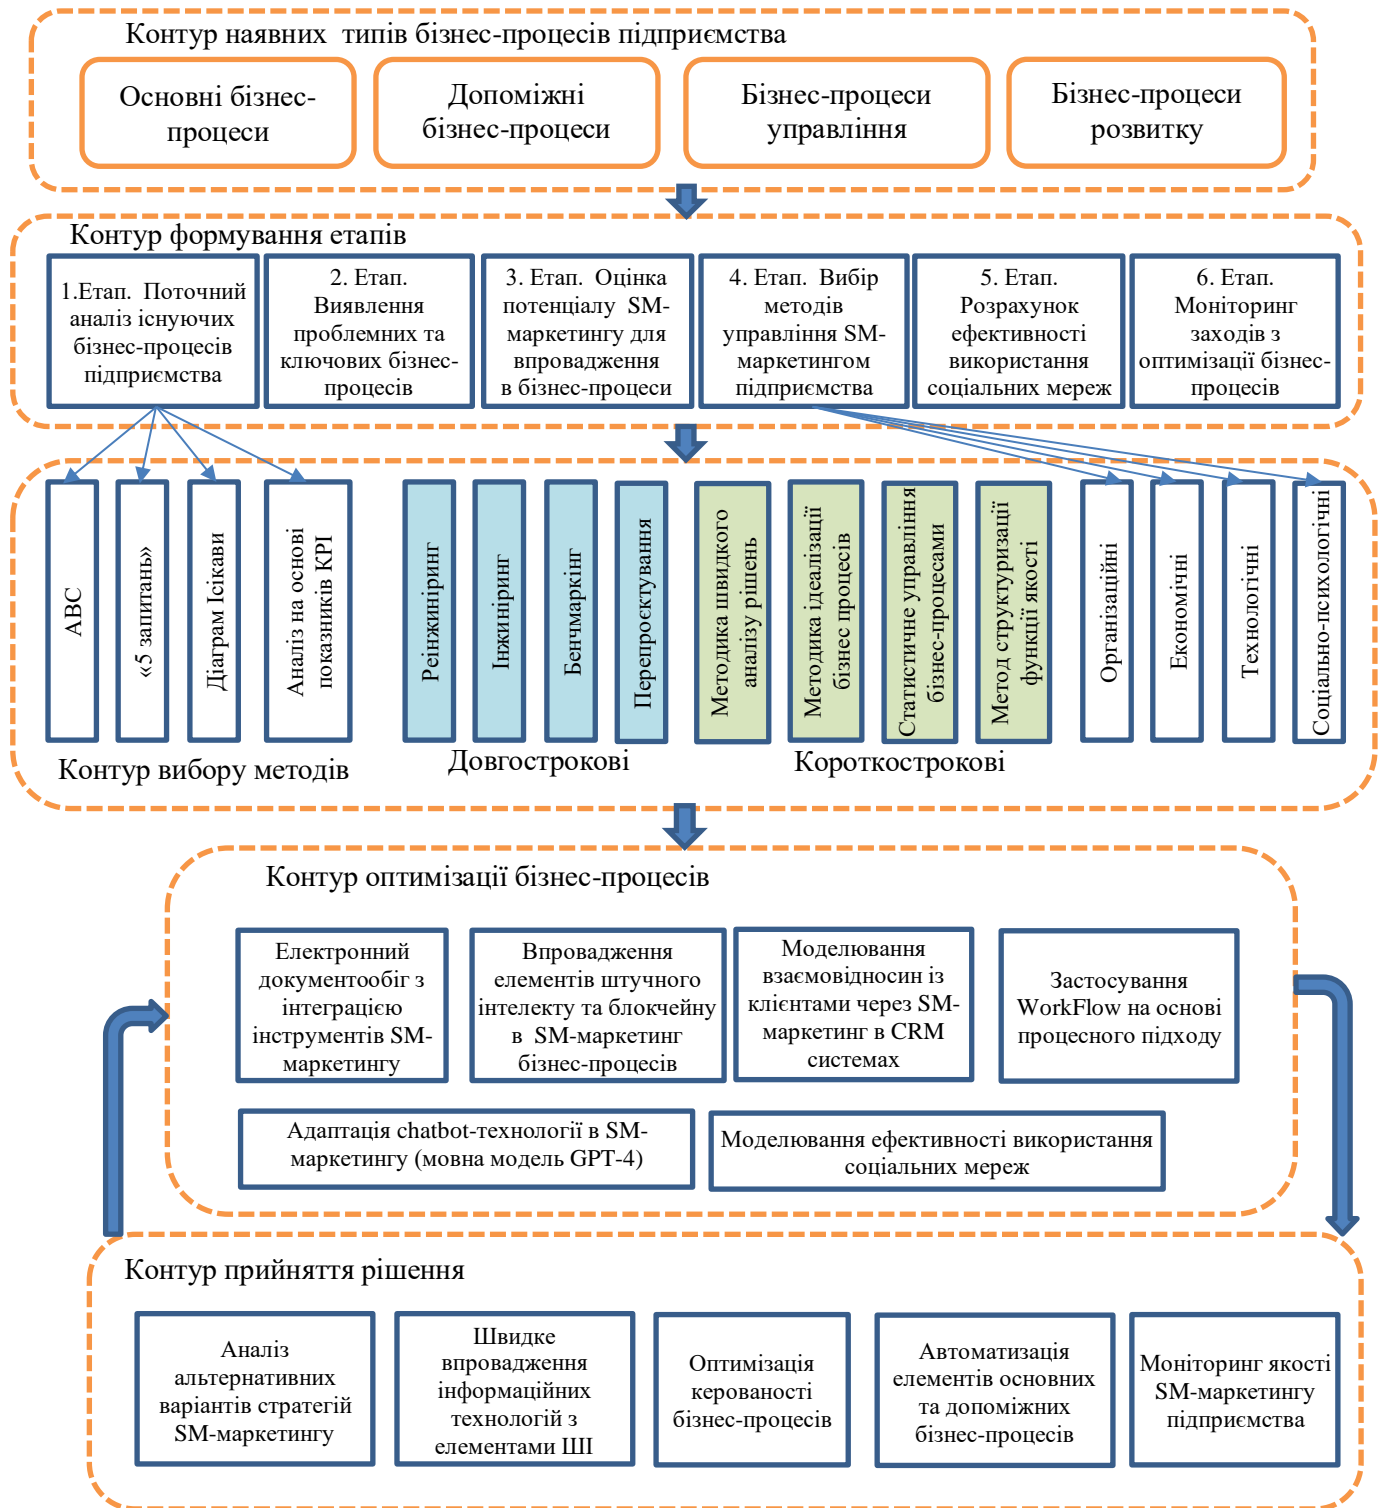 Контур наявних типів бізнес-процесів підприємства
Основні бізнес-
процеси
Допоміжні
бізнес-процеси
Бізнес-процеси
управління
Бізнес-процеси
розвитку
Контур формування етапів
1.Етап. Поточний
аналіз існуючих
бізнес-процесів
підприємства
2. Етап.
Виявлення
проблемних та
ключових бізнес-
процесів
3. Етап. Оцінка
потенціалу SM-
маркетингу для
впровадження
в бізнес-процеси
4. Етап. Вибір
методів
управління SM-
маркетингом
підприємства
5. Етап.
Розрахунок
ефективності
використання
соціальних мереж
6. Етап.
Моніторинг
заходів з
оптимізації бізнес-
процесів
ABC
«5 запитань»
Діаграм Ісікави
Аналіз на основі
показників KPI
Реінжиніринг
Інжиніринг
Бенчмаркінг
Перепроєктування
Методика швидкого
аналізу рішень
Методика ідеалізації
бізнес процесів
Статистичне управління
бізнес-процесами
Метод структуризації
функції якості
Організаційні
Економічні
Технологічні
Соціально-психологічні
Контур вибору методів
Довгострокові
Короткострокові
Контур оптимізації бізнес-процесів
Електронний
документообіг з
інтеграцією
інструментів SM-
маркетингу
Впровадження
елементів штучного
інтелекту та блокчейну
в SM-маркетинг
бізнес-процесів
Моделювання
взаємовідносин із
клієнтами через SM-
маркетинг в CRM
системах
Застосування
WorkFlow на основі
процесного підходу
Адаптація chatbot-технології в SM-
маркетингу (мовна модель GPT-4)
Моделювання ефективності використання
соціальних мереж
Контур прийняття рішення
Аналіз
альтернативних
варіантів стратегій
SM-маркетингу
Швидке
впровадження
інформаційних
технологій з
елементами ШІ
Оптимізація
керованості
бізнес-процесів
Автоматизація
елементів основних
та допоміжних
бізнес-процесів
Моніторинг якості
SM-маркетингу
підприємства